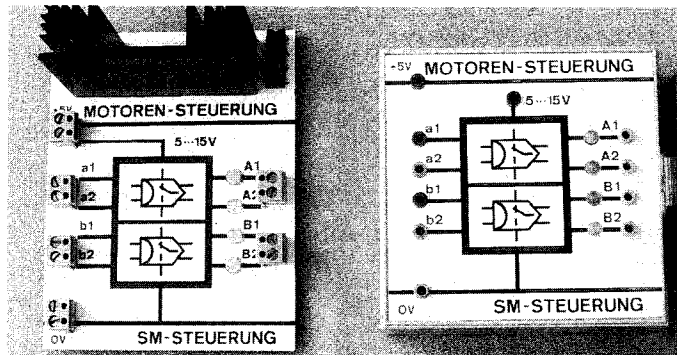 +5V
MOTOREN-STEUERUNG
5...15V
a1
a2
b1
b2
A1
A2
B1
B2
0V
SM-STEUERUNG
-5V
MOTOREN-STEUERUNG
5...15V
a1
a2
b1
b2
A1
A2
B1
B2
0V
SM-STEUERUNG